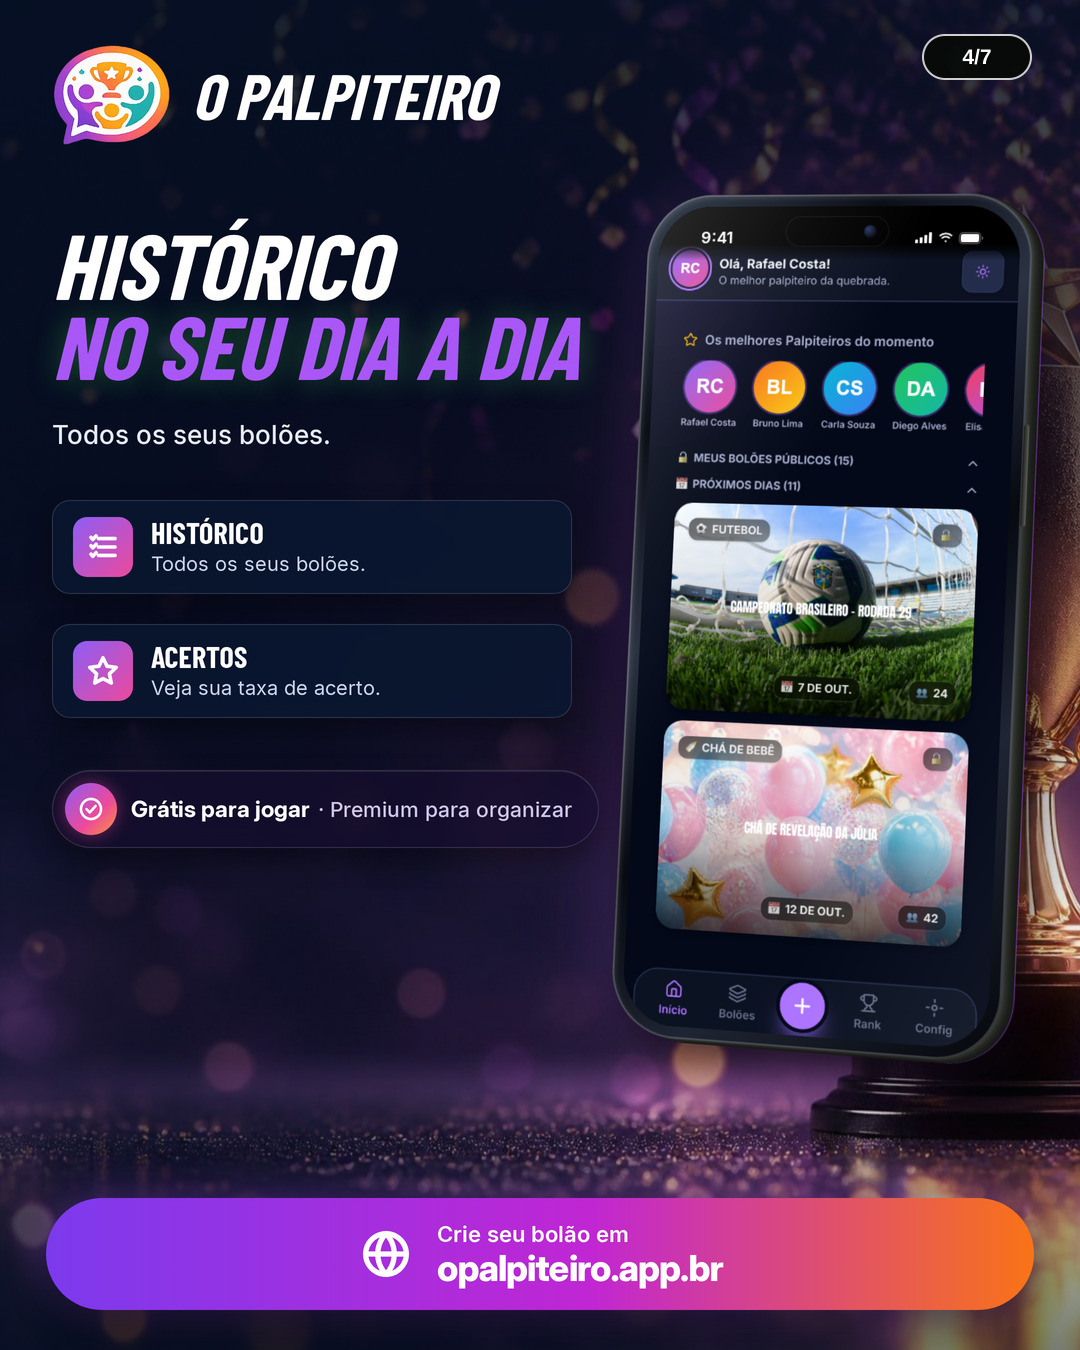 4/7
O PALPITEIRO
HISTÓRICO
NO SEU DIA A DIA
Todos os seus bolões.
HISTÓRICO
Todos os seus bolões.
ACERTOS
Veja sua taxa de acerto.
Grátis para jogar · Premium para organizar
9:41
RC
Olá, Rafael Costa!
O melhor palpiteiro da quebrada.
Os melhores Palpiteiros do momento
RC BL CS DA
Rafael Costa Bruno Lima Carla Souza Diego Alves Elis
MEUS BOLÕES PÚBLICOS (15)
PRÓXIMOS DIAS (11)
FUTEBOL
CAMPEONATO BRASILEIRO - RODADA 29
7 DE OUT. 24
CHÁ DE BEBÊ
CHÁ DE REVELAÇÃO DA JÚLIA
12 DE OUT. 42
Início Bolões Rank Config
Crie seu bolão em
opalpiteiro.app.br